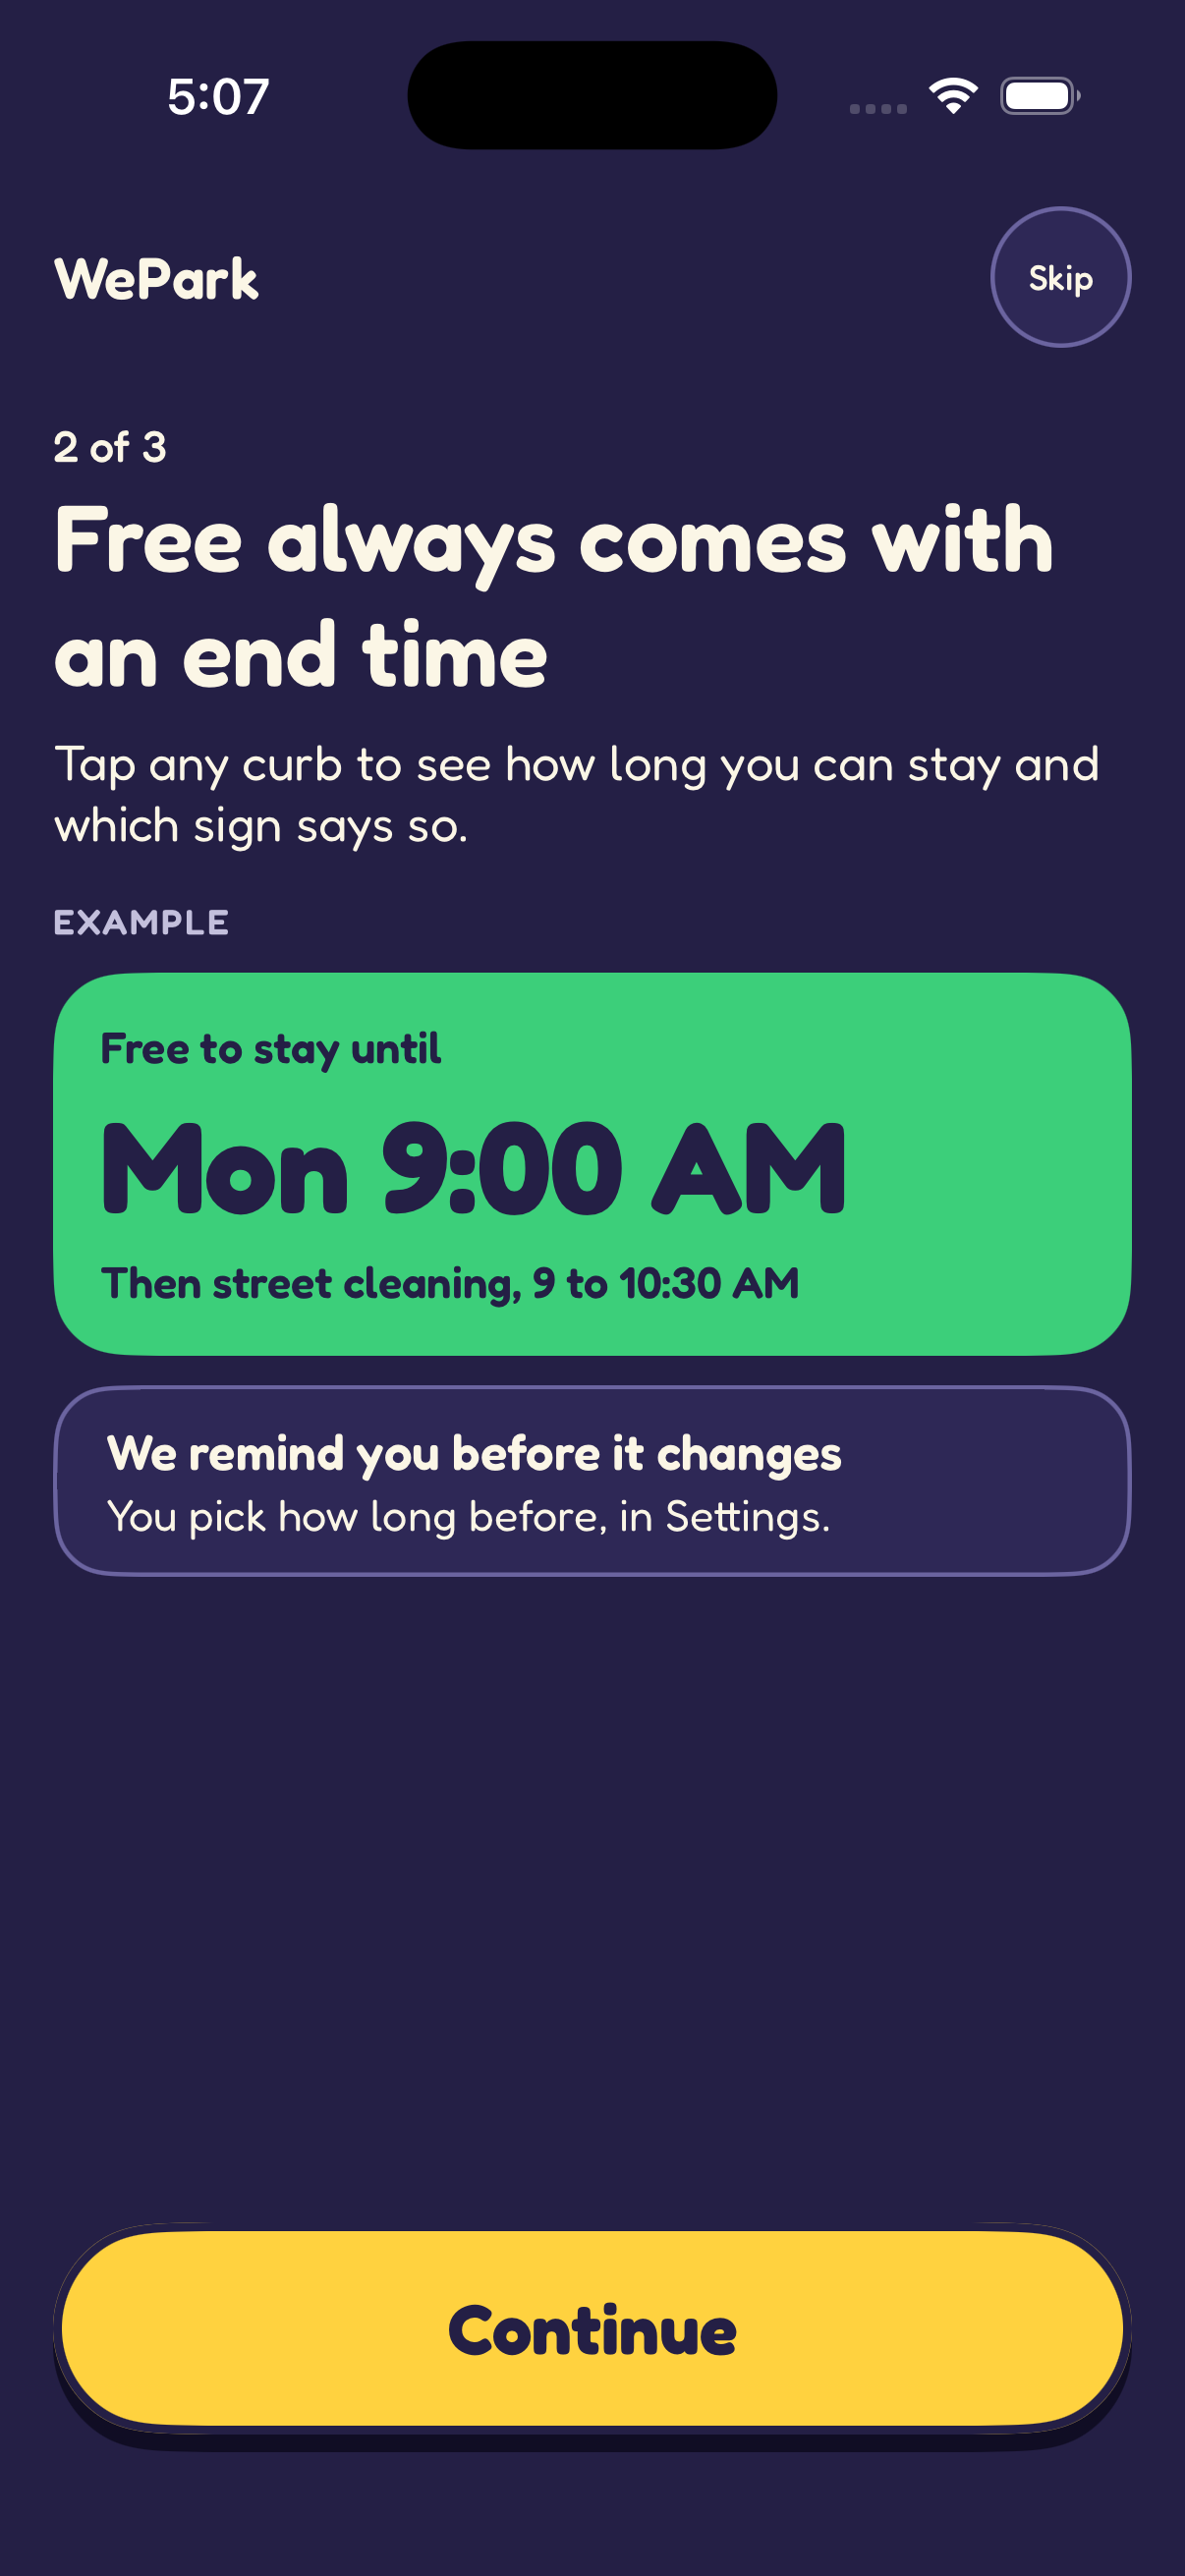 5:07
WePark
Skip
2 of 3
Free always comes with
an end time
Tap any curb to see how long you can stay and
which sign says so.
EXAMPLE
Free to stay until
Mon 9:00 AM
Then street cleaning, 9 to 10:30 AM
We remind you before it changes
You pick how long before, in Settings.
Continue